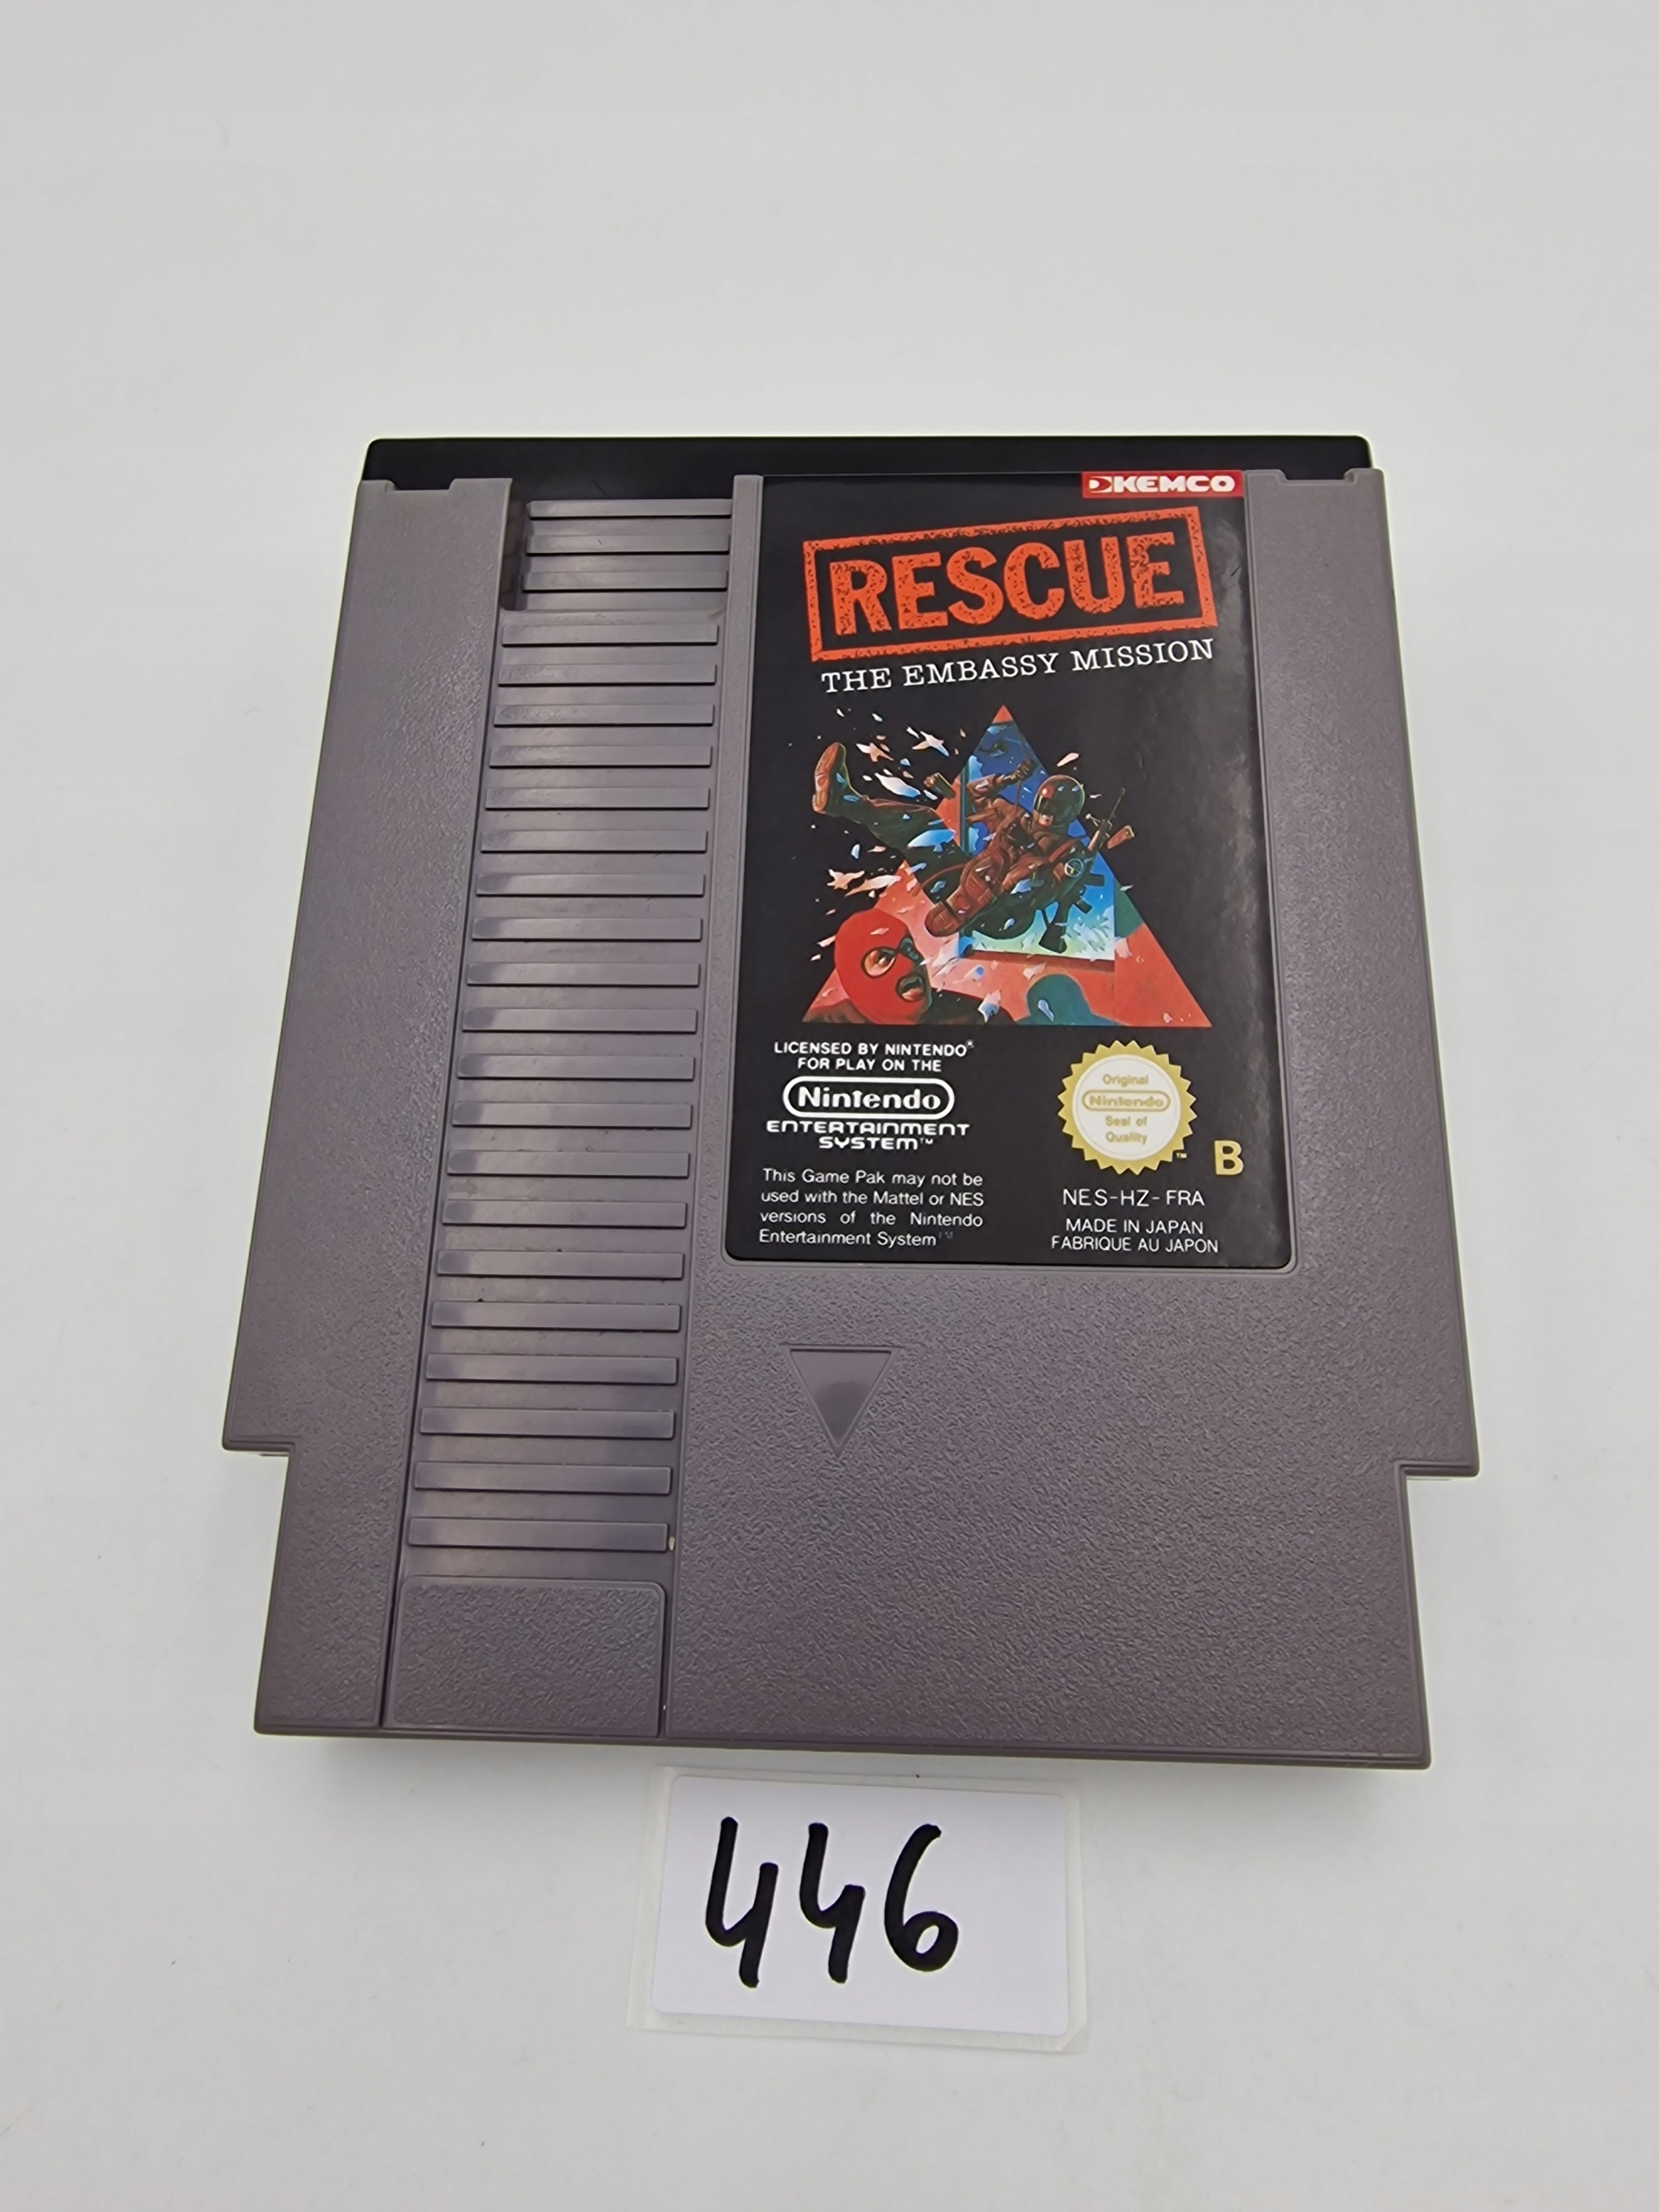 KEMCO
RESCUE
THE EMBASSY MISSION
LICENSED BY NINTENDO®
FOR PLAY ON THE
Nintendo
ENTERTAINMENT
SYSTEM™
This Game Pak may not be
used with the Mattel or NES
versions of the Nintendo
Entertainment System™
Original
Nintendo
Seal of
Quality
™
B
NES-HZ-FRA
MADE IN JAPAN
FABRIQUE AU JAPON
446